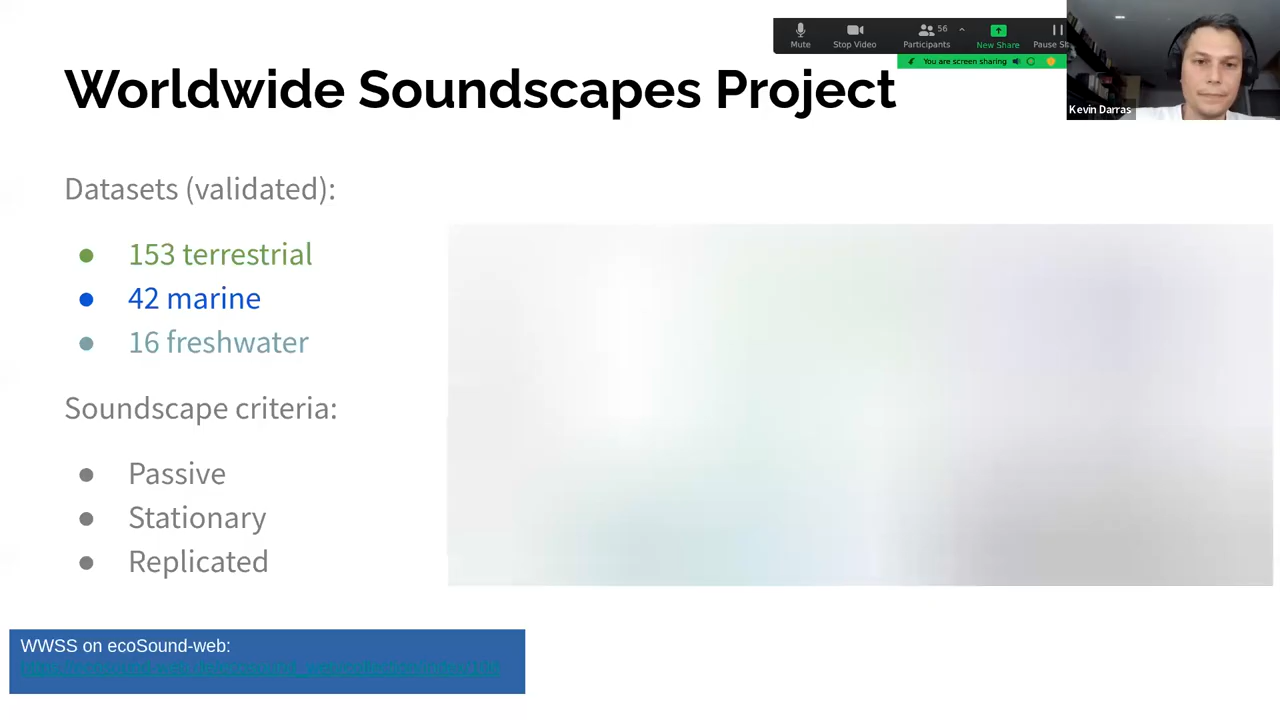 Mute
Stop Video
56
Participants
New Share
You are screen sharing
Kevin Darras
Worldwide Soundscapes Project
Datasets (validated):
● 153 terrestrial
● 42 marine
● 16 freshwater
Soundscape criteria:
● Passive
● Stationary
● Replicated
WWSS on ecoSound-web: